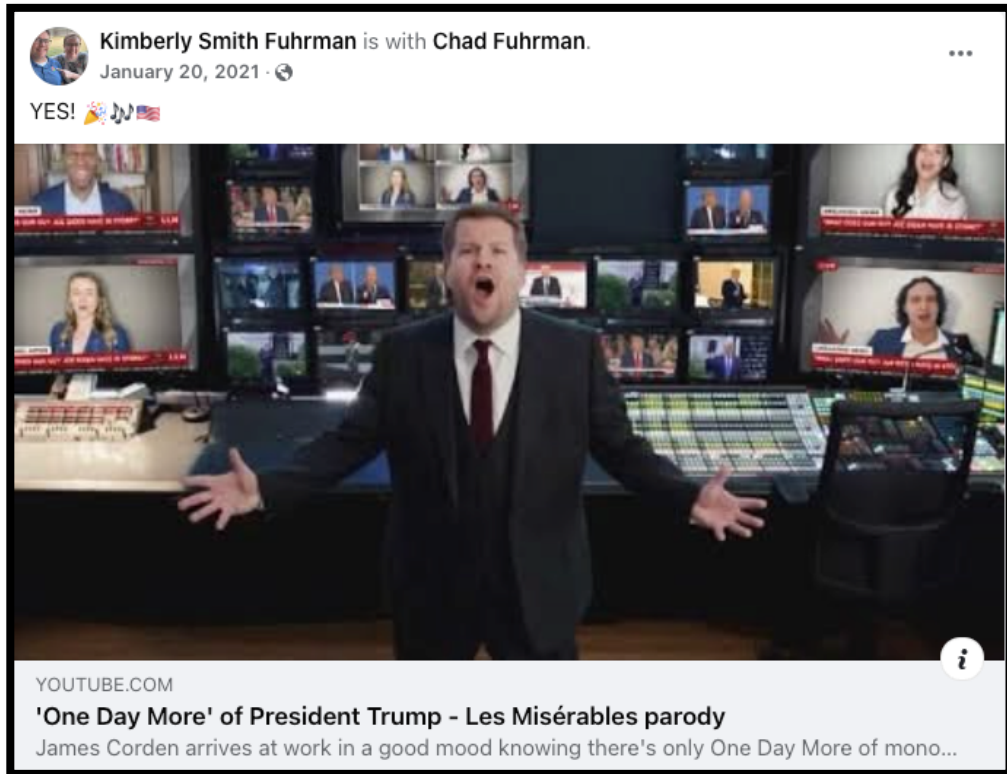 Kimberly Smith Fuhrman is with Chad Fuhrman.
January 20, 2021 ·
YES! 🎉🎶🇺🇸
YOUTUBE.COM
'One Day More' of President Trump - Les Misérables parody
James Corden arrives at work in a good mood knowing there's only One Day More of mono...